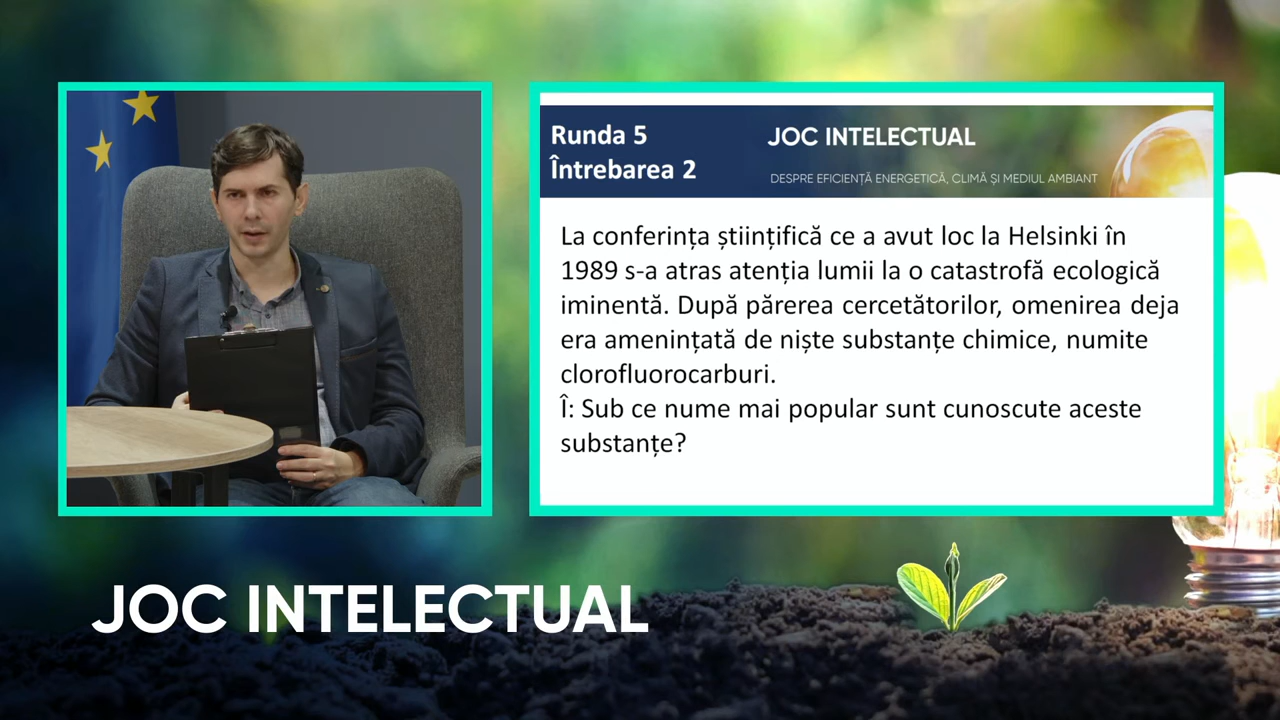 Runda 5
Întrebarea 2
JOC INTELECTUAL
DESPRE EFICIENȚĂ ENERGETICĂ, CLIMĂ ȘI MEDIUL AMBIANT
La conferința științifică ce a avut loc la Helsinki în
1989 s-a atras atenția lumii la o catastrofă ecologică
iminentă. După părerea cercetătorilor, omenirea deja
era amenințată de niște substanțe chimice, numite
clorofluorocarburi.
Î: Sub ce nume mai popular sunt cunoscute aceste
substanțe?
JOC INTELECTUAL